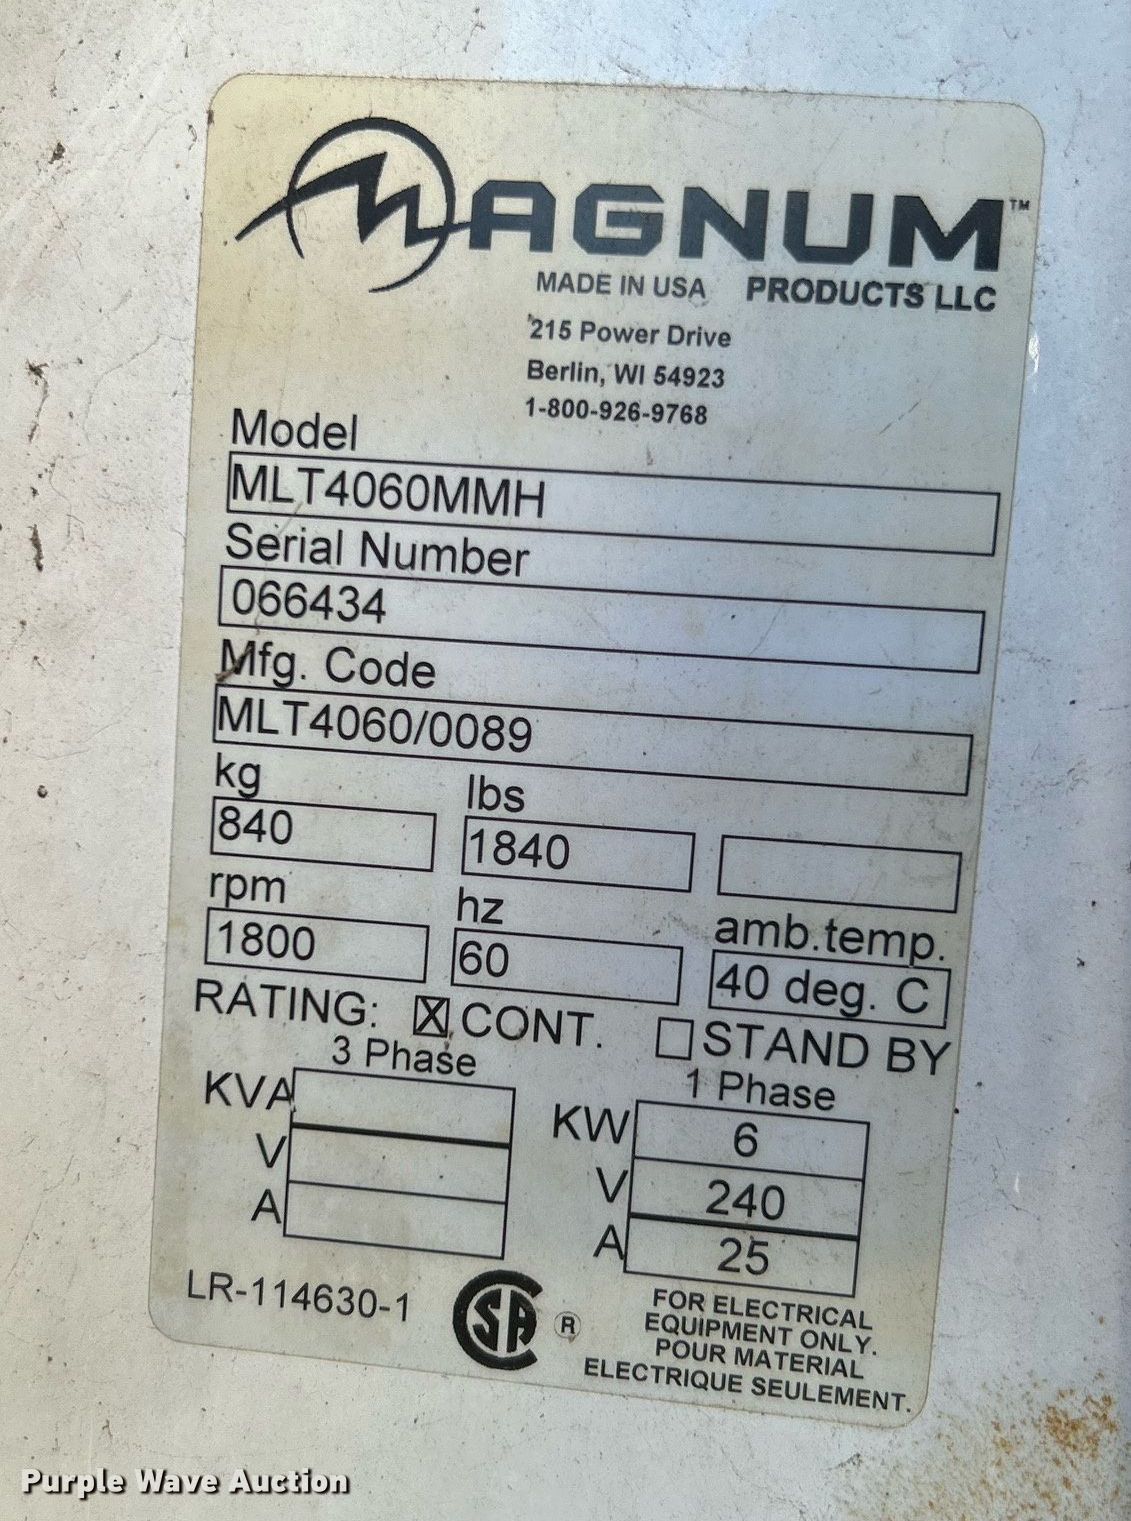 MAGNUM™
MADE IN USA PRODUCTS LLC
215 Power Drive
Berlin, WI 54923
1-800-926-9768
Model
MLT4060MMH
Serial Number
066434
Mfg. Code
MLT4060/0089
kg lbs
840 1840
rpm hz amb.temp.
1800 60 40 deg. C
RATING: ☒ CONT. ☐ STAND BY
3 Phase 1 Phase
KVA KW 6
V V 240
A A 25
LR-114630-1
CSA ®
FOR ELECTRICAL
EQUIPMENT ONLY.
POUR MATERIAL
ELECTRIQUE SEULEMENT.
Purple Wave Auction